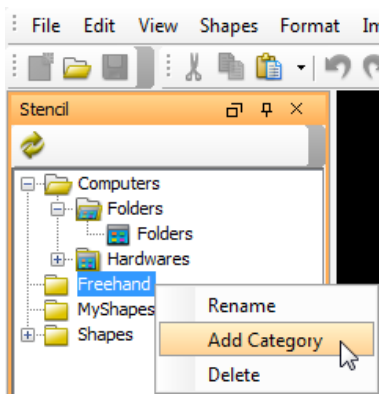 File Edit View Shapes Format
Stencil
Computers
Folders
Folders
Hardwares
Freehand
MyShapes
Shapes
Rename
Add Category
Delete